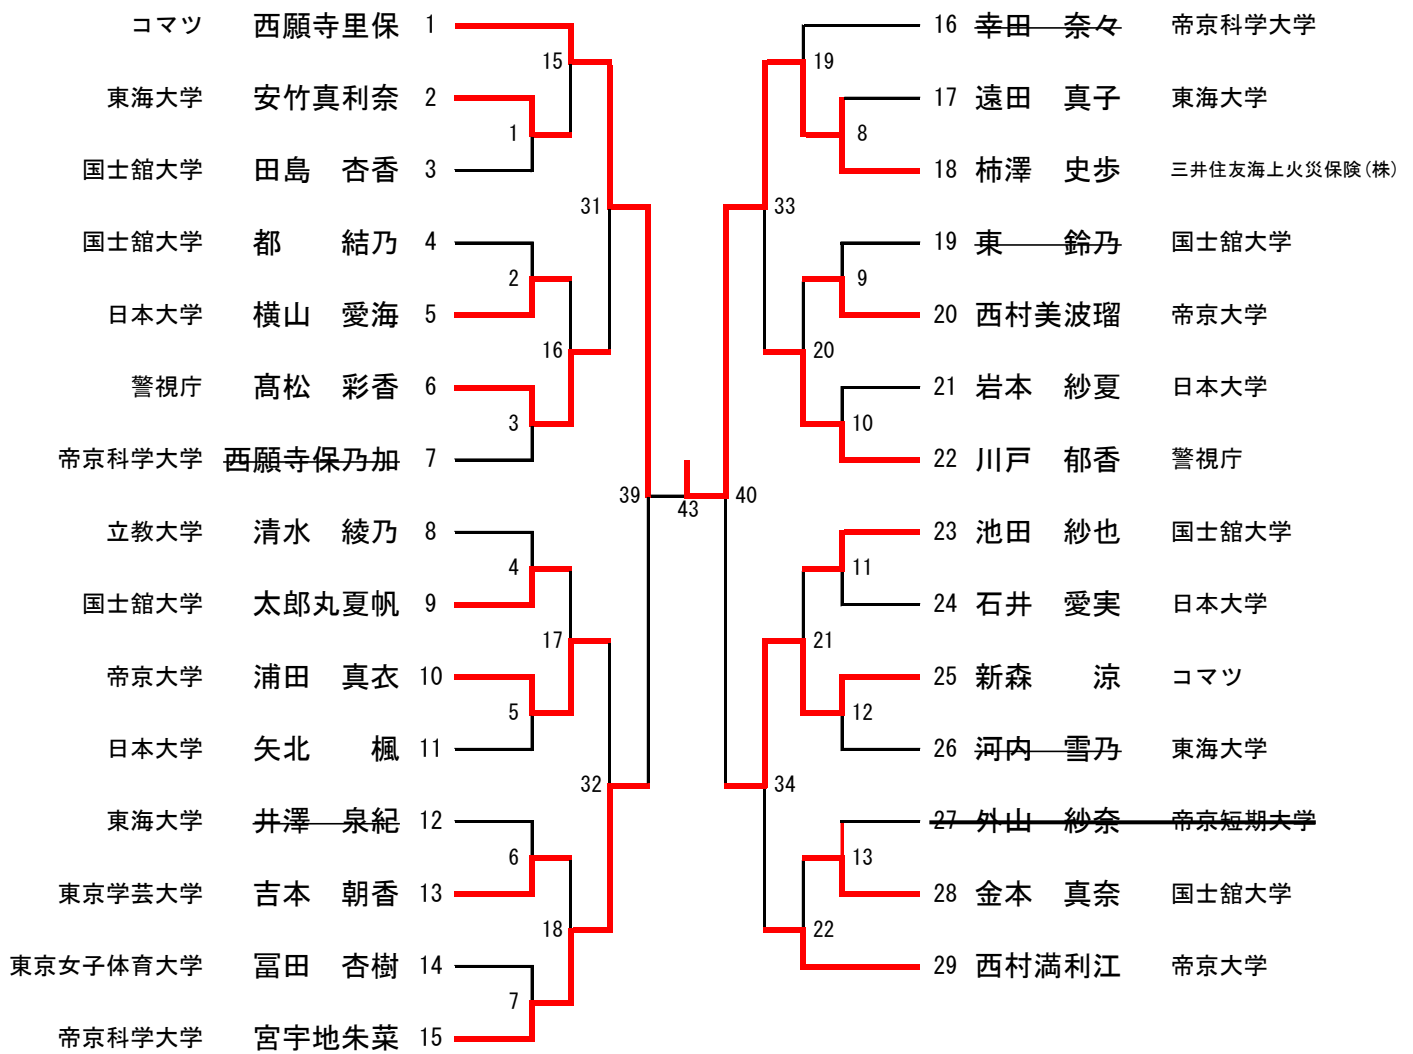 コマツ 西願寺里保 1
東海大学 安竹真利奈 2
国士舘大学 田島 杏香 3
国士舘大学 都 結乃 4
日本大学 横山 愛海 5
警視庁 髙松 彩香 6
帝京科学大学 西願寺保乃加 7
立教大学 清水 綾乃 8
国士舘大学 太郎丸夏帆 9
帝京大学 浦田 真衣 10
日本大学 矢北 楓 11
東海大学 井澤 泉紀 12
東京学芸大学 吉本 朝香 13
東京女子体育大学 冨田 杏樹 14
帝京科学大学 宮宇地朱菜 15
1
2
3
4
5
6
7
15
16
17
18
31
32
39
43
40
33
34
19
20
21
22
8
9
10
11
12
13
16 幸田 奈々 帝京科学大学
17 遠田 真子 東海大学
18 柿澤 史歩 三井住友海上火災保険(株)
19 東 鈴乃 国士舘大学
20 西村美波瑠 帝京大学
21 岩本 紗夏 日本大学
22 川戸 郁香 警視庁
23 池田 紗也 国士舘大学
24 石井 愛実 日本大学
25 新森 涼 コマツ
26 河内 雪乃 東海大学
27 外山 紗奈 帝京短期大学
28 金本 真奈 国士舘大学
29 西村満利江 帝京大学